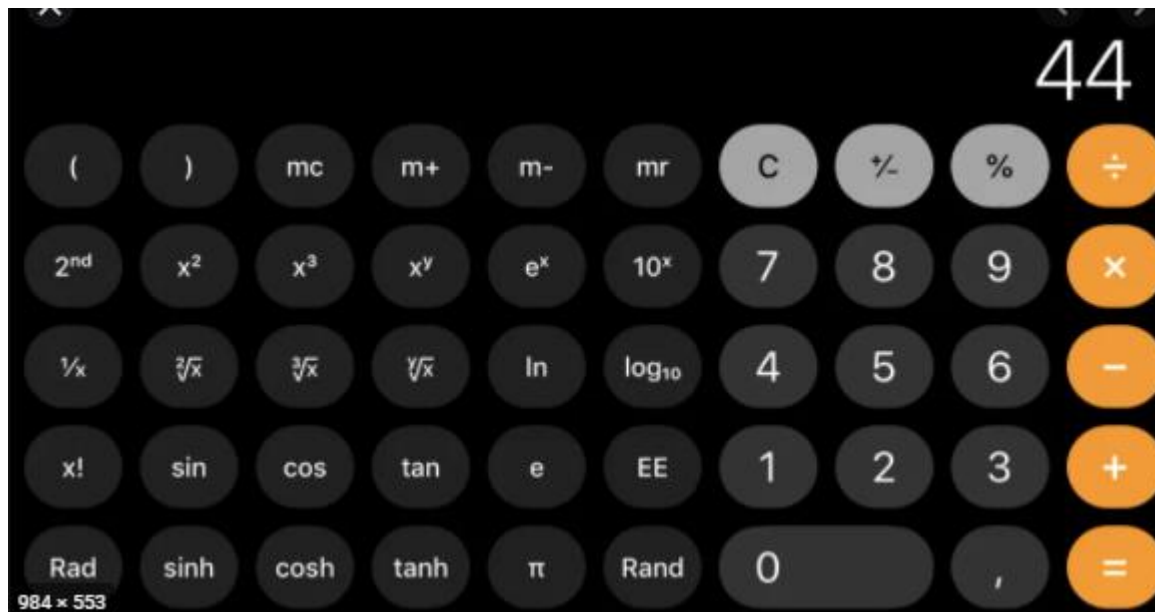 44
( ) mc m+ m- mr C +/- % ÷
2ⁿᵈ x² x³ xʸ eˣ 10ˣ 7 8 9 ×
¹⁄ₓ ²√x ³√x ʸ√x ln log₁₀ 4 5 6 −
x! sin cos tan e EE 1 2 3 +
Rad sinh cosh tanh π Rand 0 , =
984 × 553